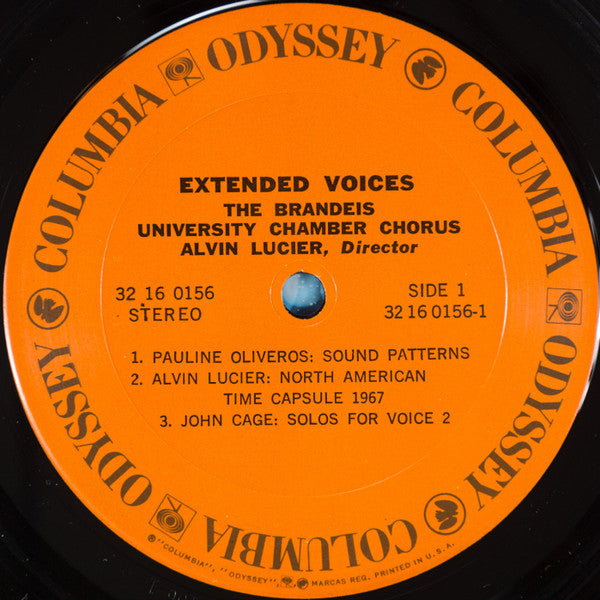 COLUMBIA ODYSSEY COLUMBIA ODYSSEY COLUMBIA ODYSSEY
EXTENDED VOICES
THE BRANDEIS
UNIVERSITY CHAMBER CHORUS
ALVIN LUCIER, Director
32 16 0156
STEREO
SIDE 1
32 16 0156-1
1. PAULINE OLIVEROS: SOUND PATTERNS
2. ALVIN LUCIER: NORTH AMERICAN
TIME CAPSULE 1967
3. JOHN CAGE: SOLOS FOR VOICE 2
® "COLUMBIA", "ODYSSEY", MARCAS REG. PRINTED IN U.S.A.